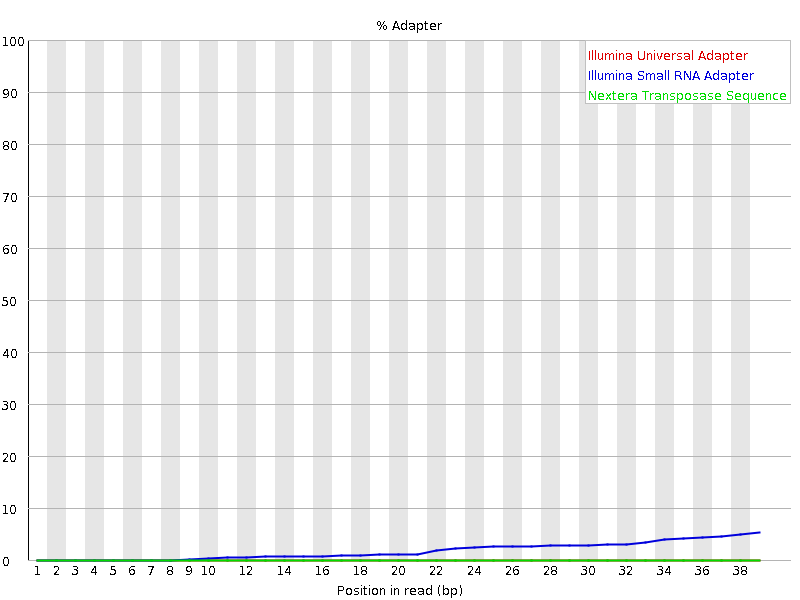 % Adapter
100
90
80
70
60
50
40
30
20
10
0
Illumina Universal Adapter
Illumina Small RNA Adapter
Nextera Transposase Sequence
1 2 3 4 5 6 7 8 9 10 12 14 16 18 20 22 24 26 28 30 32 34 36 38
Position in read (bp)